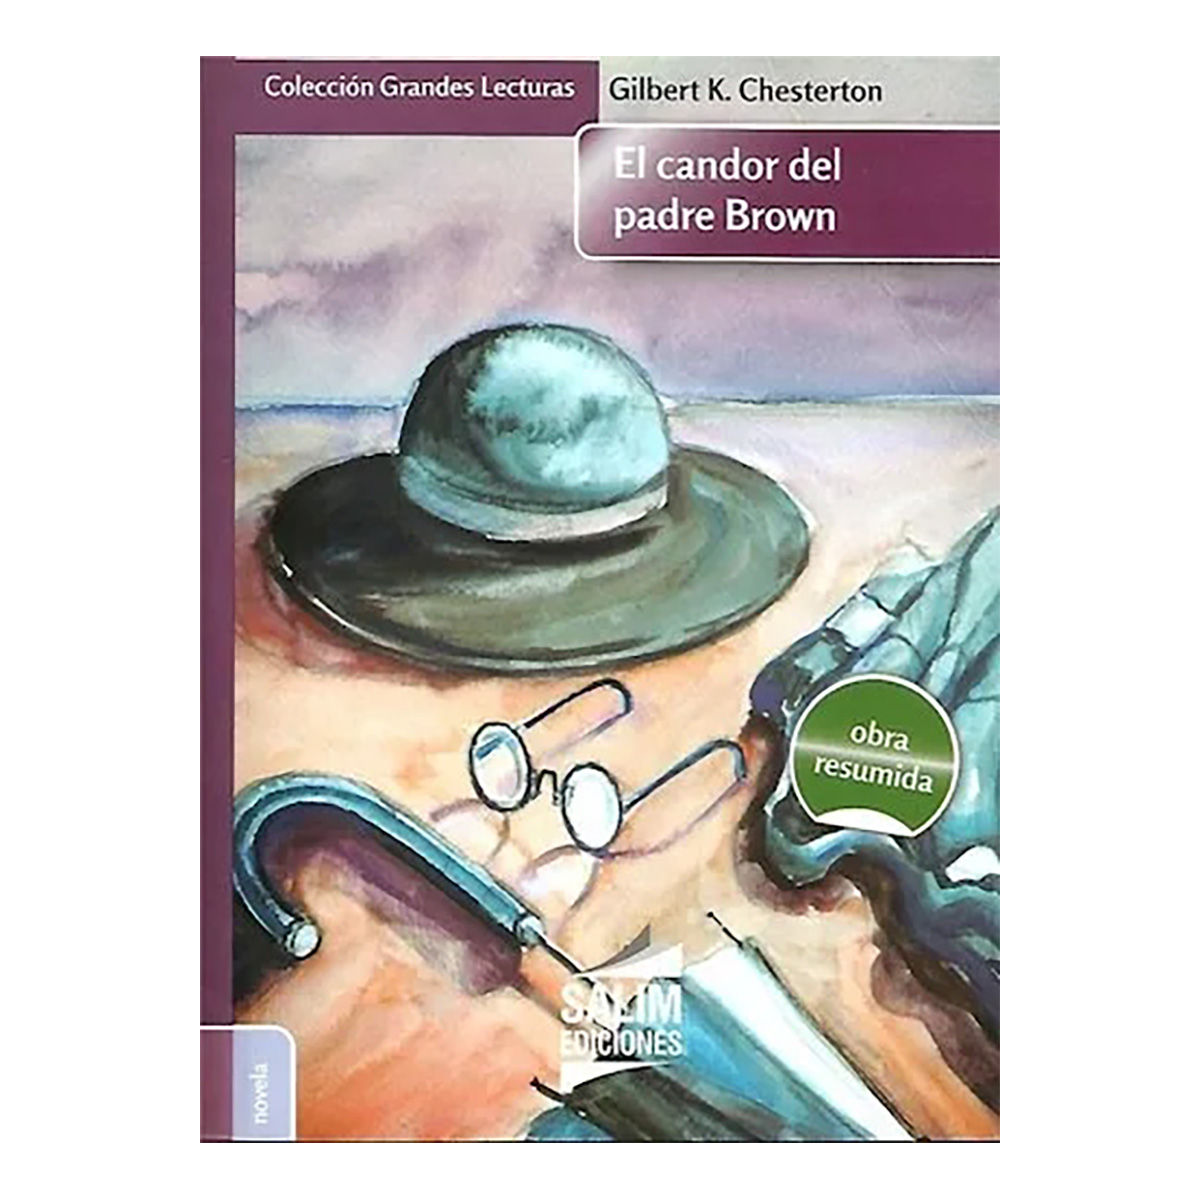 Colección Grandes Lecturas
Gilbert K. Chesterton
El candor del
padre Brown
obra
resumida
SALIM
EDICIONES
novela